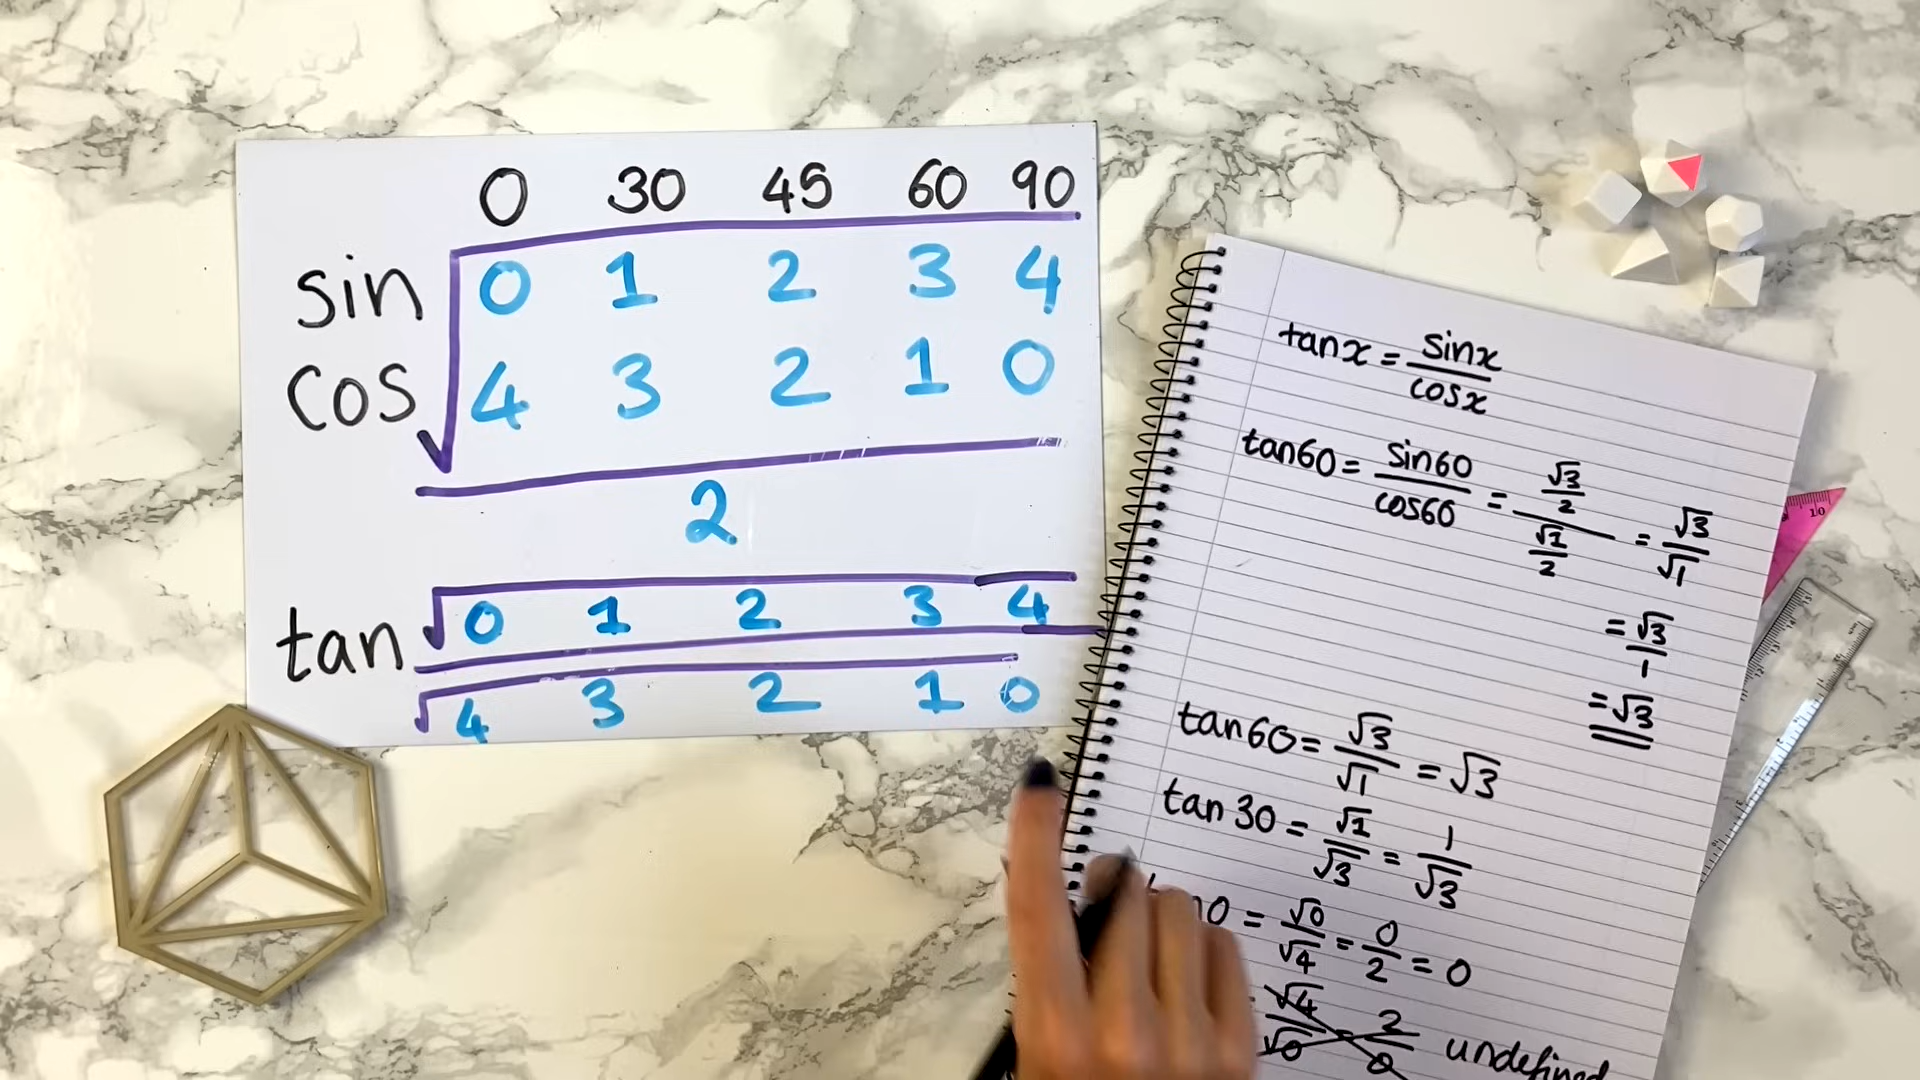 0 30 45 60 90
sin 0 1 2 3 4
cos 4 3 2 1 0
2
tan √0 1 2 3 4
√4 3 2 1 0
tanx = sinx/cosx
tan60 = sin60/cos60 = (√3/2)/(√1/2) = √3/√1
= √3/1
= √3
tan60 = √3/√1 = √3
tan 30 = √1/√3 = 1/√3
0 = √0/√4 = 0/2 = 0
√4/√0 = 2/0 undefined
10